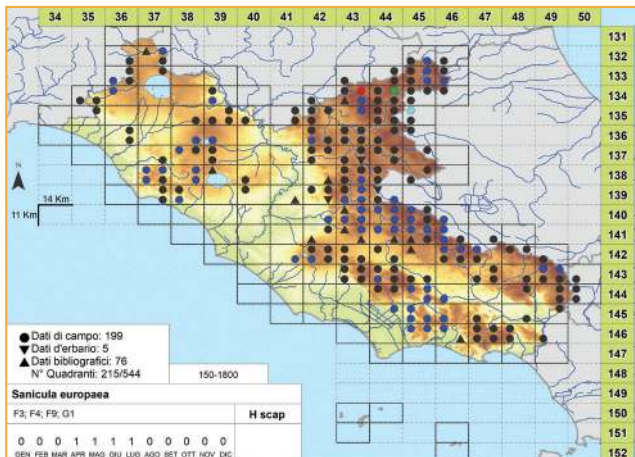 34 35 36 37 38 39 40 41 42 43 44 45 46 47 48 49 50
131
132
133
134
135
136
137
138
139
140
141
142
143
144
145
146
147
148
149
150
151
152
N
14 Km
11 Km
● Dati di campo: 199
▼ Dati d'erbario: 5
▲ Dati bibliografici: 76
N° Quadranti: 215/544
150-1800
Sanicula europaea
F3; F4; F9; G1 H scap
0 0 0 1 1 1 1 0 0 0 0 0
GEN FEB MAR APR MAG GIU LUG AGO SET OTT NOV DIC